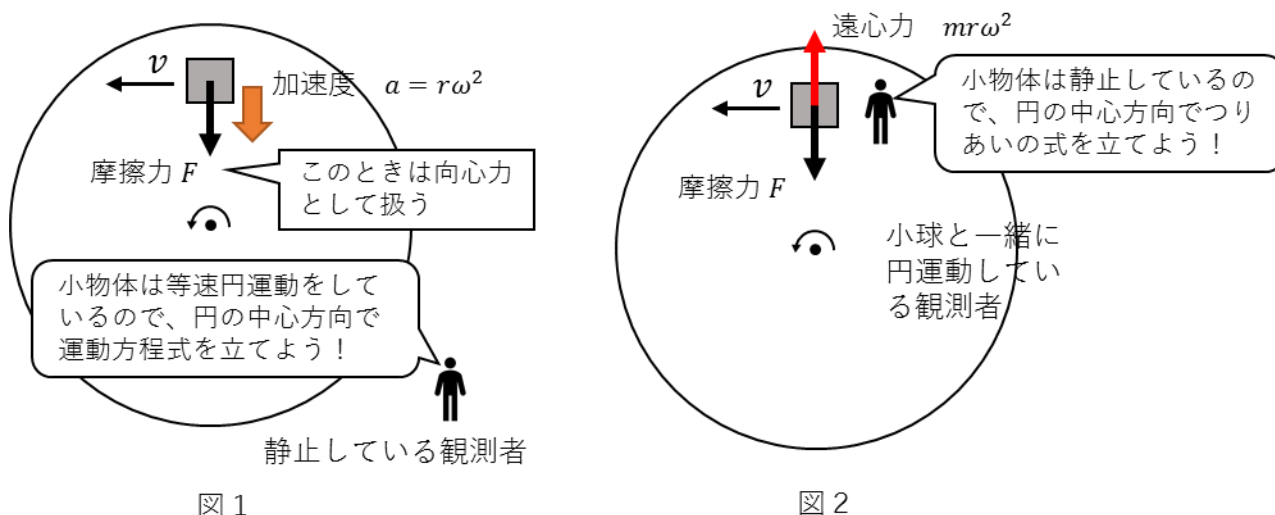 v
加速度 a = rω²
摩擦力 F
このときは向心力
として扱う
小物体は等速円運動をして
いるので、円の中心方向で
運動方程式を立てよう！
静止している観測者
図１
遠心力 mrω²
小物体は静止しているの
で、円の中心方向でつり
あいの式を立てよう！
v
摩擦力 F
小球と一緒に
円運動してい
る観測者
図２